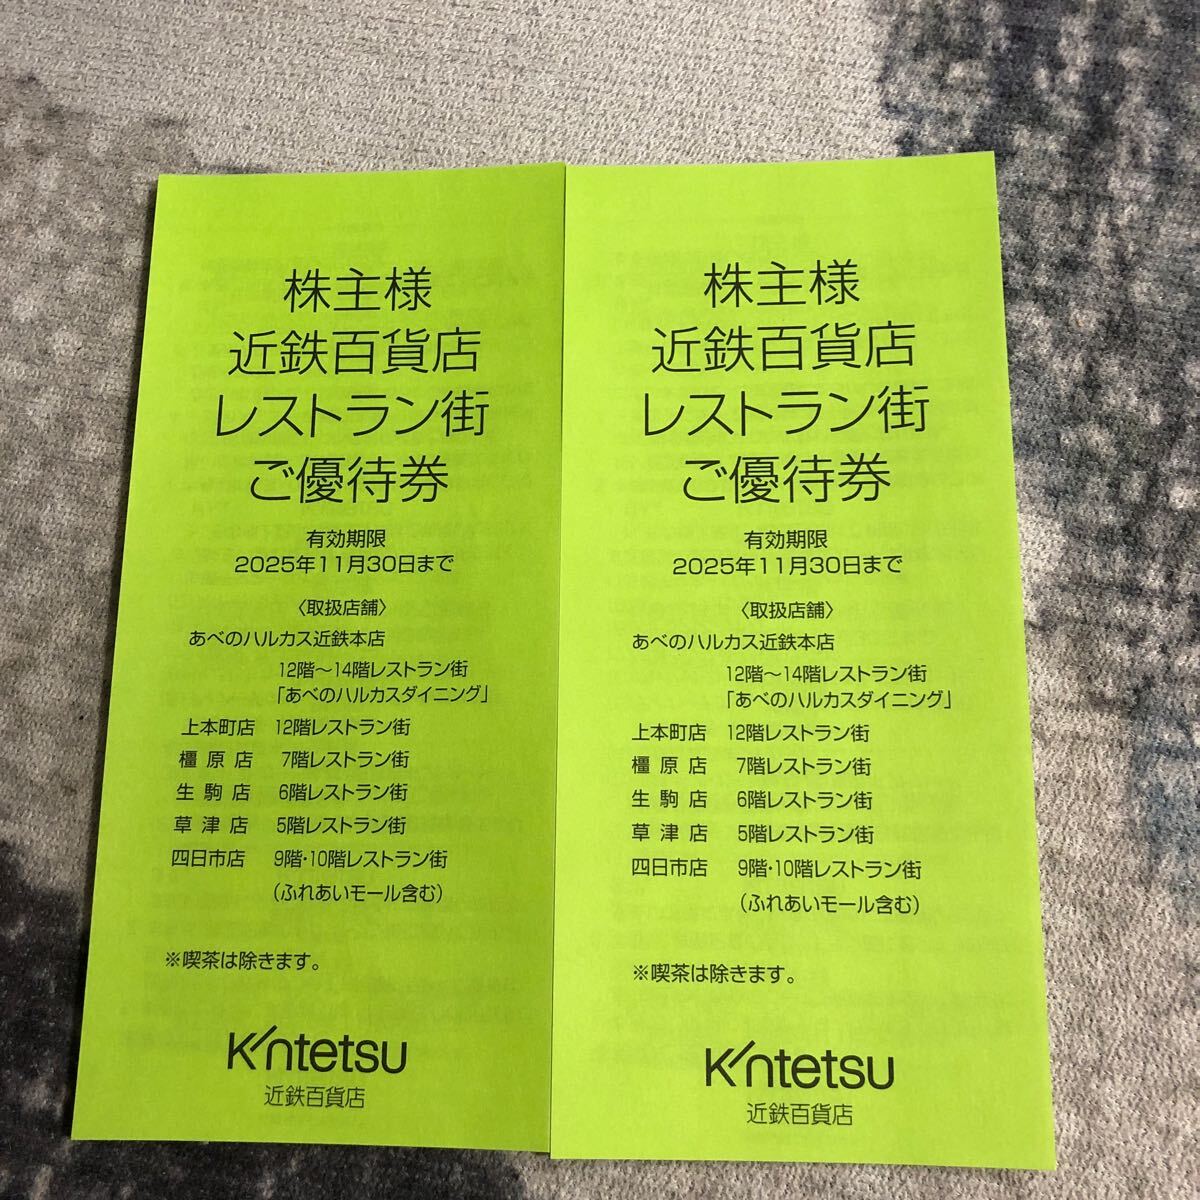 株主様
近鉄百貨店
レストラン街
ご優待券
有効期限
2025年11月30日まで
〈取扱店舗〉
あべのハルカス近鉄本店
12階～14階レストラン街
「あべのハルカスダイニング」
上本町店 12階レストラン街
橿原店 7階レストラン街
生駒店 6階レストラン街
草津店 5階レストラン街
四日市店 9階・10階レストラン街
(ふれあいモール含む)
※喫茶は除きます。
Kintetsu
近鉄百貨店
株主様
近鉄百貨店
レストラン街
ご優待券
有効期限
2025年11月30日まで
〈取扱店舗〉
あべのハルカス近鉄本店
12階～14階レストラン街
「あべのハルカスダイニング」
上本町店 12階レストラン街
橿原店 7階レストラン街
生駒店 6階レストラン街
草津店 5階レストラン街
四日市店 9階・10階レストラン街
(ふれあいモール含む)
※喫茶は除きます。
Kintetsu
近鉄百貨店